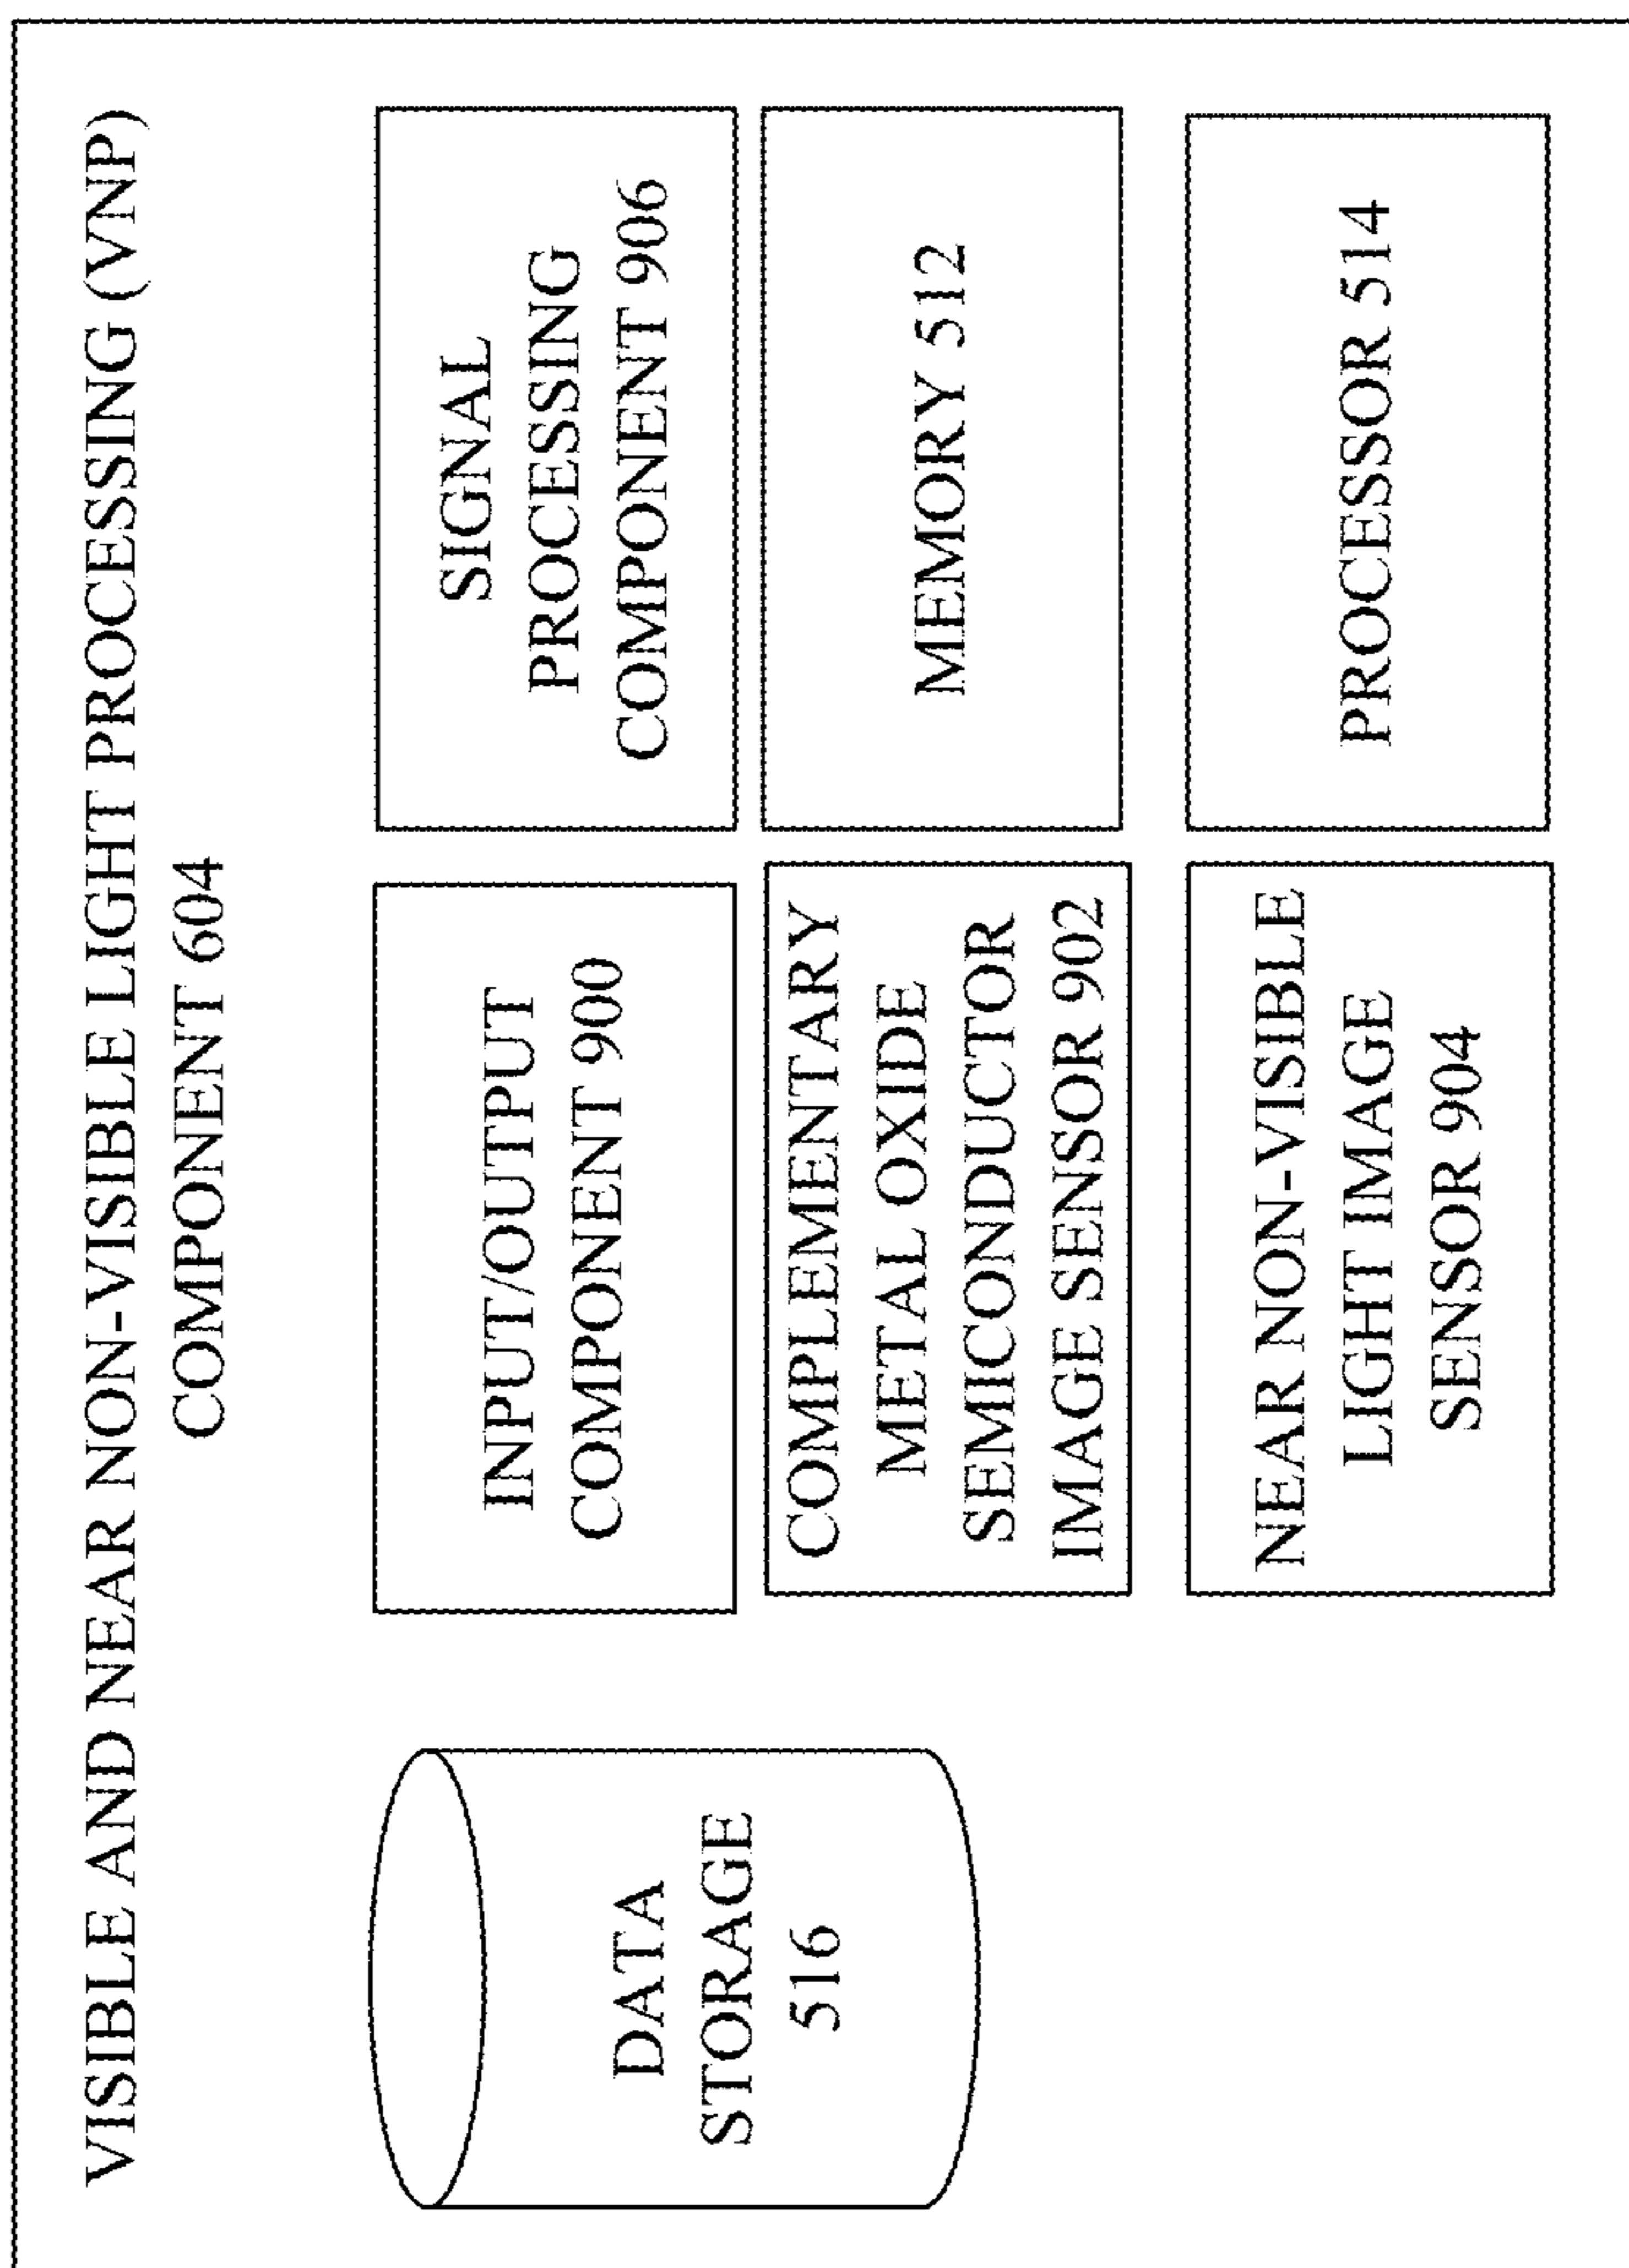 VISIBLE AND NEAR NON-VISIBLE LIGHT PROCESSING (VNP)
COMPONENT 604
DATA
STORAGE
516
INPUT/OUTPUT
COMPONENT 900
COMPLEMENTARY
METAL OXIDE
SEMICONDUCTOR
IMAGE SENSOR 902
NEAR NON-VISIBLE
LIGHT IMAGE
SENSOR 904
SIGNAL
PROCESSING
COMPONENT 906
MEMORY 512
PROCESSOR 514